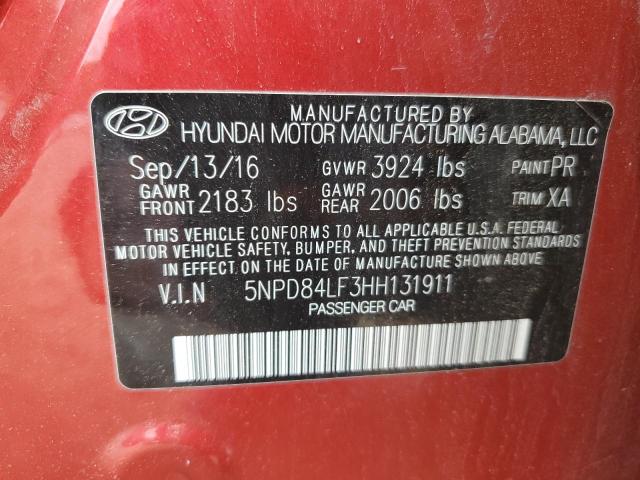 MANUFACTURED BY
HYUNDAI MOTOR MANUFACTURING ALABAMA, LLC
Sep/13/16 GVWR 3924 lbs PAINT PR
GAWR FRONT 2183 lbs GAWR REAR 2006 lbs TRIM XA
THIS VEHICLE CONFORMS TO ALL APPLICABLE U.S.A. FEDERAL
MOTOR VEHICLE SAFETY, BUMPER, AND THEFT PREVENTION STANDARDS
IN EFFECT ON THE DATE OF MANUFACTURE SHOWN ABOVE.
V.I.N 5NPD84LF3HH131911
PASSENGER CAR